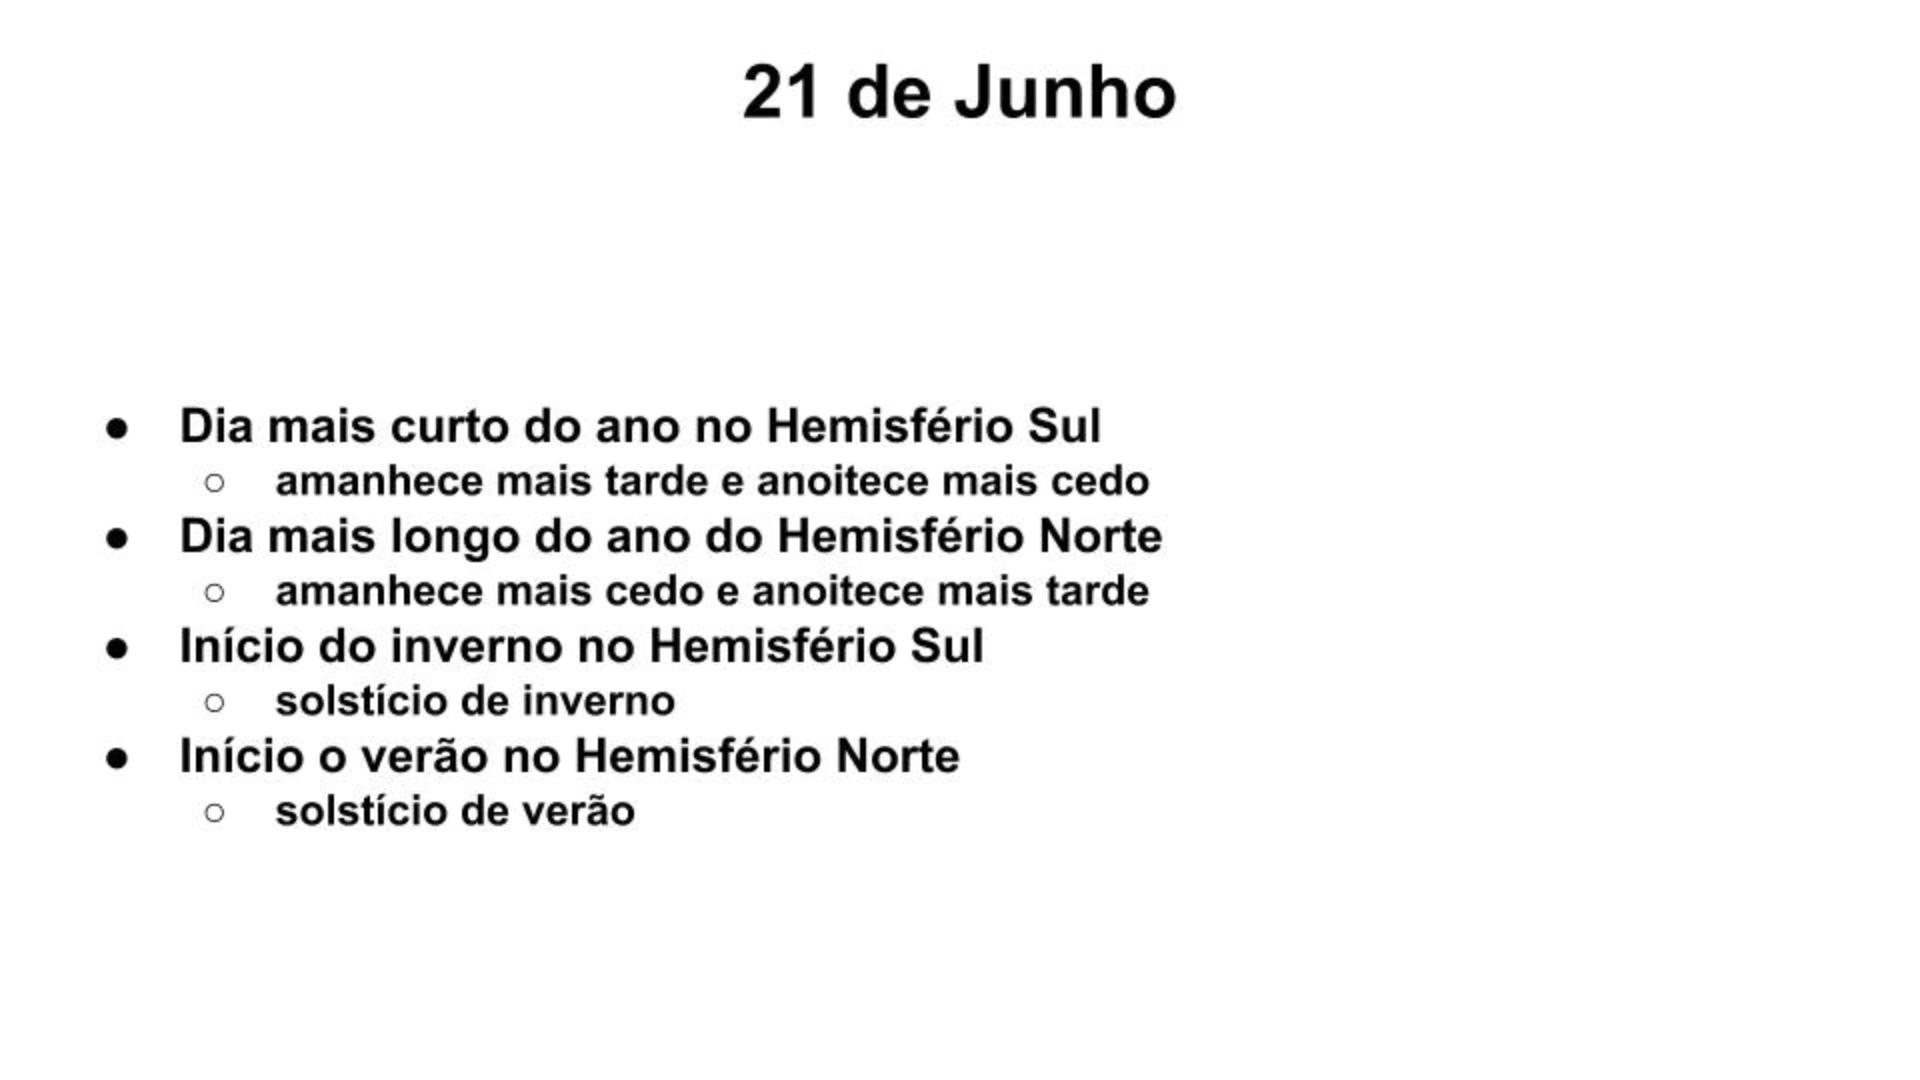 21 de Junho
● Dia mais curto do ano no Hemisfério Sul
○ amanhece mais tarde e anoitece mais cedo
● Dia mais longo do ano do Hemisfério Norte
○ amanhece mais cedo e anoitece mais tarde
● Início do inverno no Hemisfério Sul
○ solstício de inverno
● Início o verão no Hemisfério Norte
○ solstício de verão